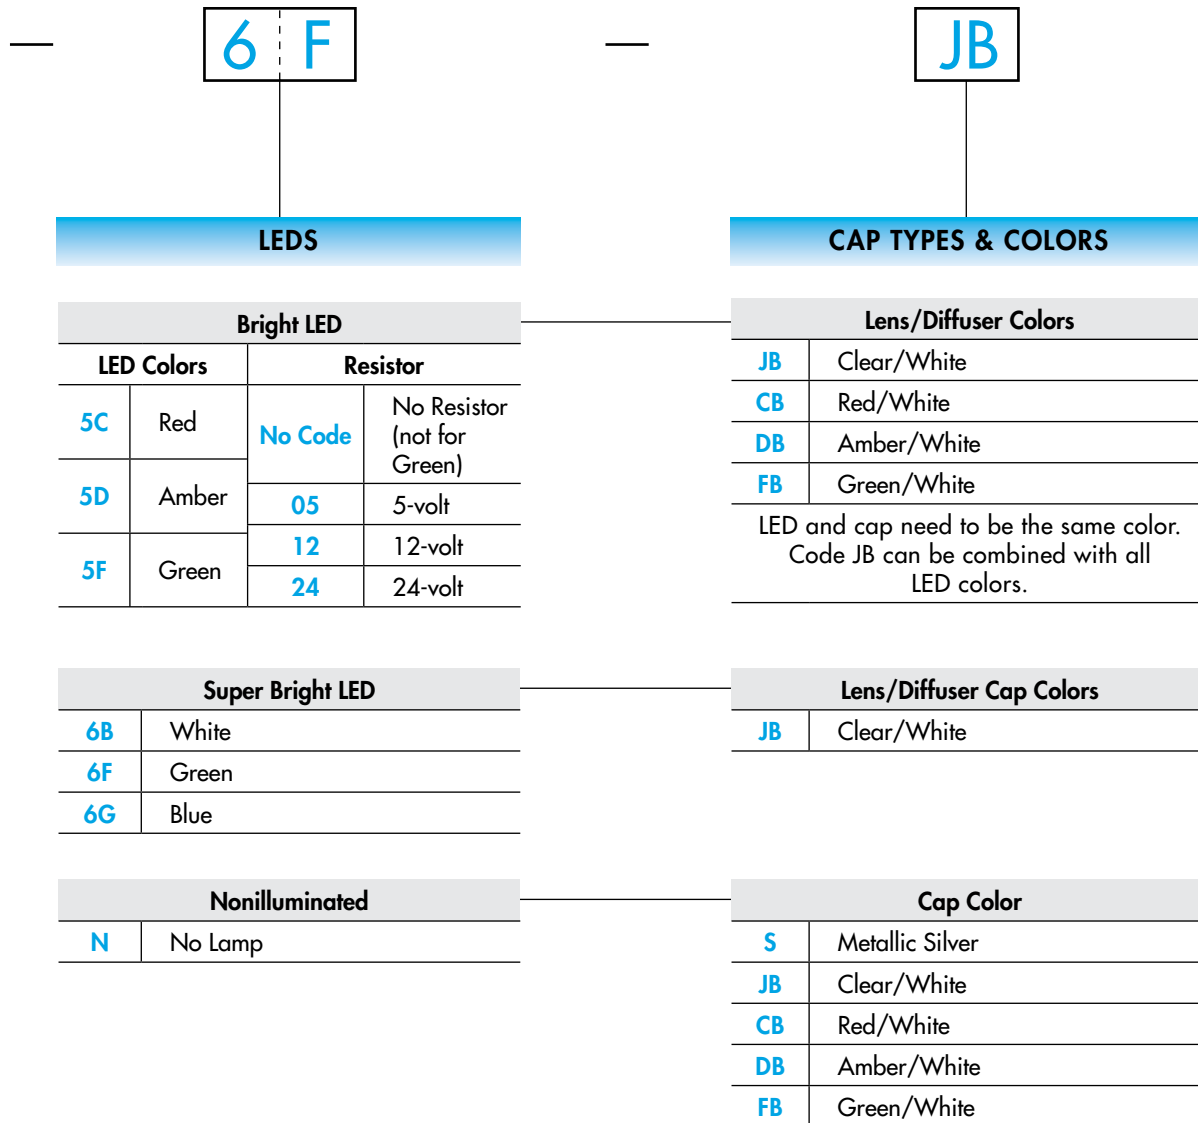 — 6 F — JB
LEDS
Bright LED
LED Colors Resistor
5C Red
5D Amber
5F Green
No Code No Resistor
(not for
Green)
05 5-volt
12 12-volt
24 24-volt
Super Bright LED
6B White
6F Green
6G Blue
Nonilluminated
N No Lamp
CAP TYPES & COLORS
Lens/Diffuser Colors
JB Clear/White
CB Red/White
DB Amber/White
FB Green/White
LED and cap need to be the same color.
Code JB can be combined with all
LED colors.
Lens/Diffuser Cap Colors
JB Clear/White
Cap Color
S Metallic Silver
JB Clear/White
CB Red/White
DB Amber/White
FB Green/White